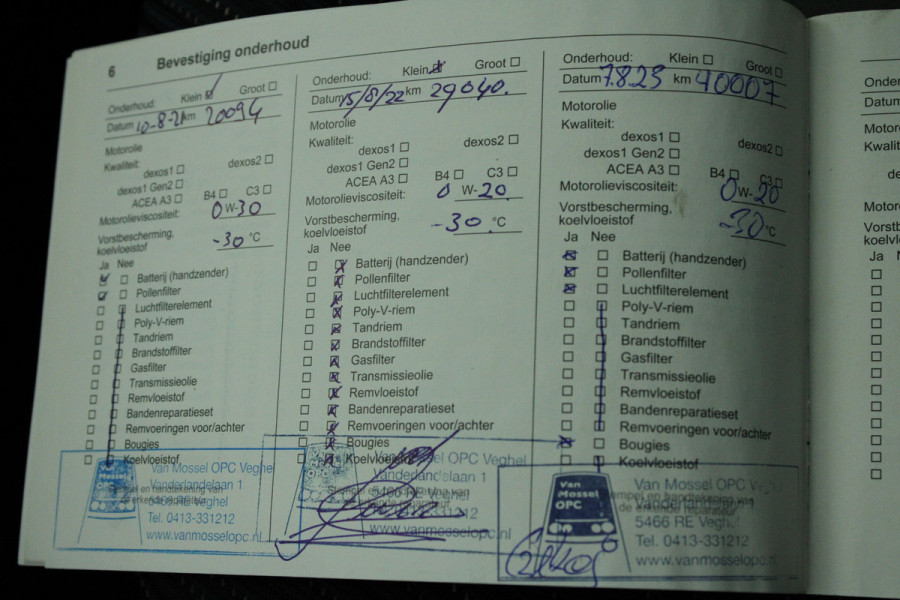 6 Bevestiging onderhoud
Onderhoud: Klein Groot
Datum 10-8-21 km 20094
Motorolie
Kwaliteit:
dexos1 dexos2
dexos1 Gen2
ACEA A3 B4 C3
Motorolieviscositeit: 0 W-30
Vorstbescherming,
koelvloeistof -30 °C
Ja Nee
Batterij (handzender)
Pollenfilter
Luchtfilterelement
Poly-V-riem
Tandriem
Brandstoffilter
Gasfilter
Transmissieolie
Remvloeistof
Bandenreparatieset
Remvoeringen voor/achter
Bougies
Koelvloeistof
Van Mossel OPC Veghel
Vanderlandelaan 1
Tel. 0413-331212
www.vanmosselopc.nl
Onderhoud: Klein Groot
Datum 15/8/22 km 29040.
Motorolie
Kwaliteit:
dexos1 dexos2
dexos1 Gen2
ACEA A3 B4 C3
Motorolieviscositeit: 0 W-20
Vorstbescherming,
koelvloeistof -30 °C
Ja Nee
Batterij (handzender)
Pollenfilter
Luchtfilterelement
Poly-V-riem
Tandriem
Brandstoffilter
Gasfilter
Transmissieolie
Remvloeistof
Bandenreparatieset
Remvoeringen voor/achter
Bougies
Koelvloeistof
OPC Veghel
Vanderlandelaan 1
5466 RE Veghel
www.vanmosselopc.nl
Onderhoud: Klein Groot
Datum 7.8.23 km 40007
Motorolie
Kwaliteit:
dexos1 dexos2
dexos1 Gen2
ACEA A3 B4 C3
Motorolieviscositeit: 0 W-20
Vorstbescherming,
koelvloeistof -30 °C
Ja Nee
Batterij (handzender)
Pollenfilter
Luchtfilterelement
Poly-V-riem
Tandriem
Brandstoffilter
Gasfilter
Transmissieolie
Remvloeistof
Bandenreparatieset
Remvoeringen voor/achter
Bougies
Koelvloeistof
Van
Mossel
OPC
Van Mossel OPC
Vanderlandelaan 1
5466 RE Veghel
Tel. 0413-331212
www.vanmosselopc.nl
Ja Nee